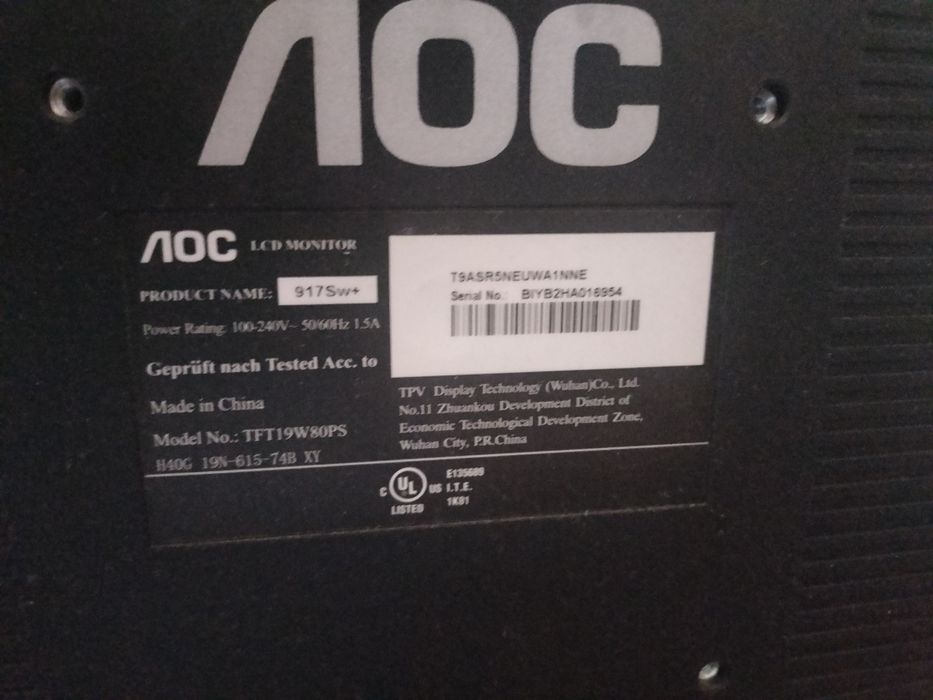 AOC
AOC LCD MONITOR
PRODUCT NAME: 917Sw+
Power Rating: 100-240V~ 50/60Hz 1.5A
Geprüft nach Tested Acc. to
Made in China
Model No.: TFT19W80PS
H40G 19N-615-74B XY
T9ASR5NEUWA1NNE
Serial No.: BIYB2HA016954
TPV Display Technology (Wuhan)Co., Ltd.
No.11 Zhuankou Development District of
Economic Technological Development Zone,
Wuhan City, P.R.China
C UL US
LISTED
E135689
I.T.E.
1K81